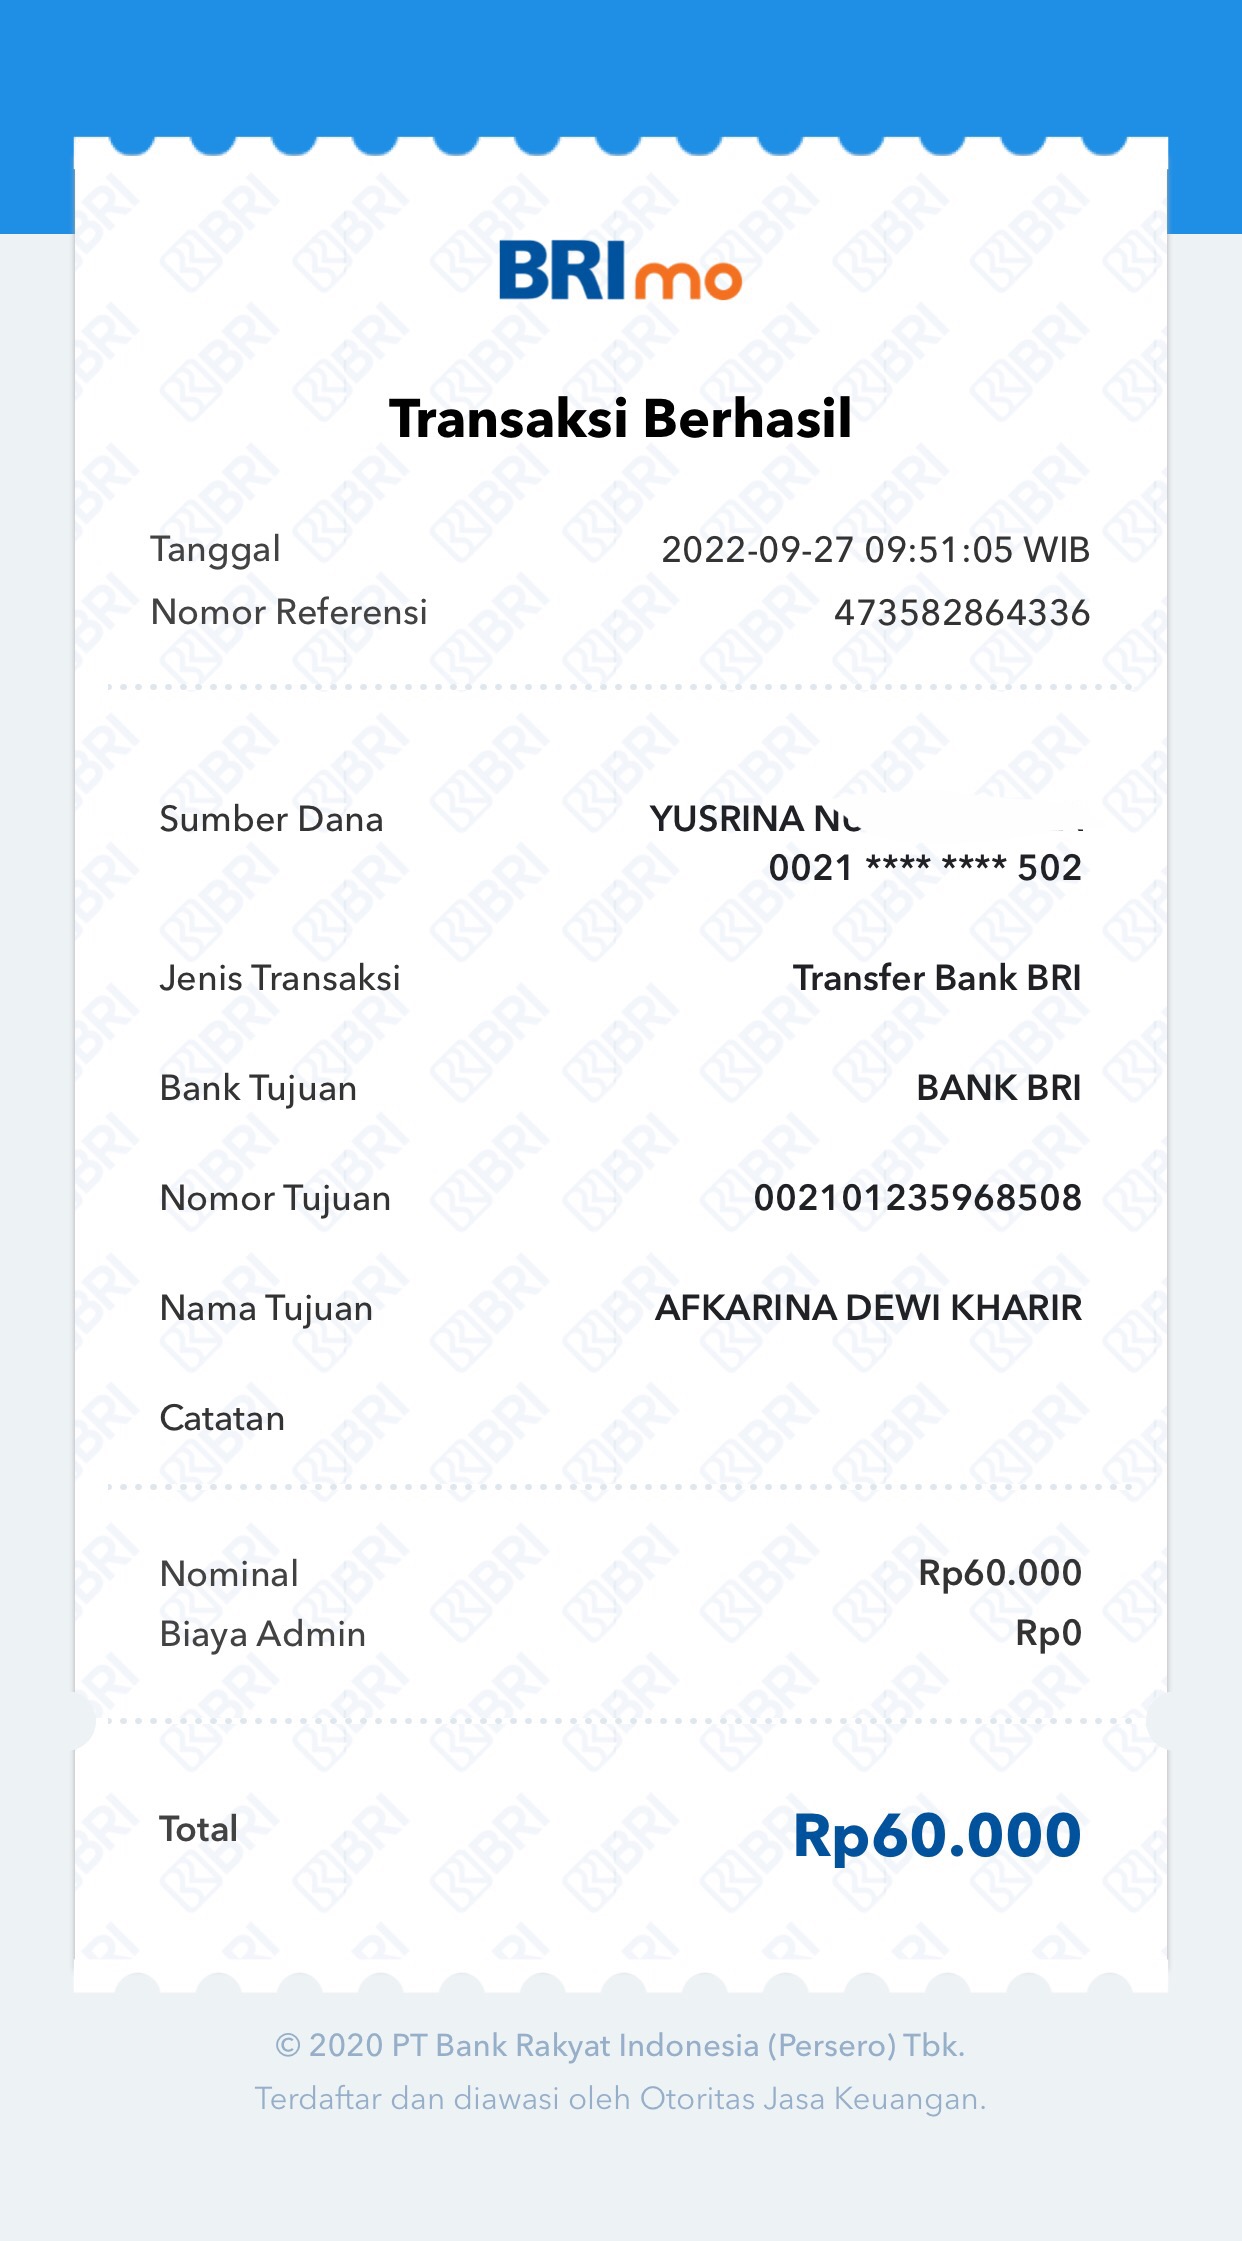 BRImo
Transaksi Berhasil
Tanggal 2022-09-27 09:51:05 WIB
Nomor Referensi 473582864336
Sumber Dana YUSRINA
0021 **** **** 502
Jenis Transaksi Transfer Bank BRI
Bank Tujuan BANK BRI
Nomor Tujuan 002101235968508
Nama Tujuan AFKARINA DEWI KHARIR
Catatan
Nominal Rp60.000
Biaya Admin Rp0
Total Rp60.000
© 2020 PT Bank Rakyat Indonesia (Persero) Tbk.
Terdaftar dan diawasi oleh Otoritas Jasa Keuangan.